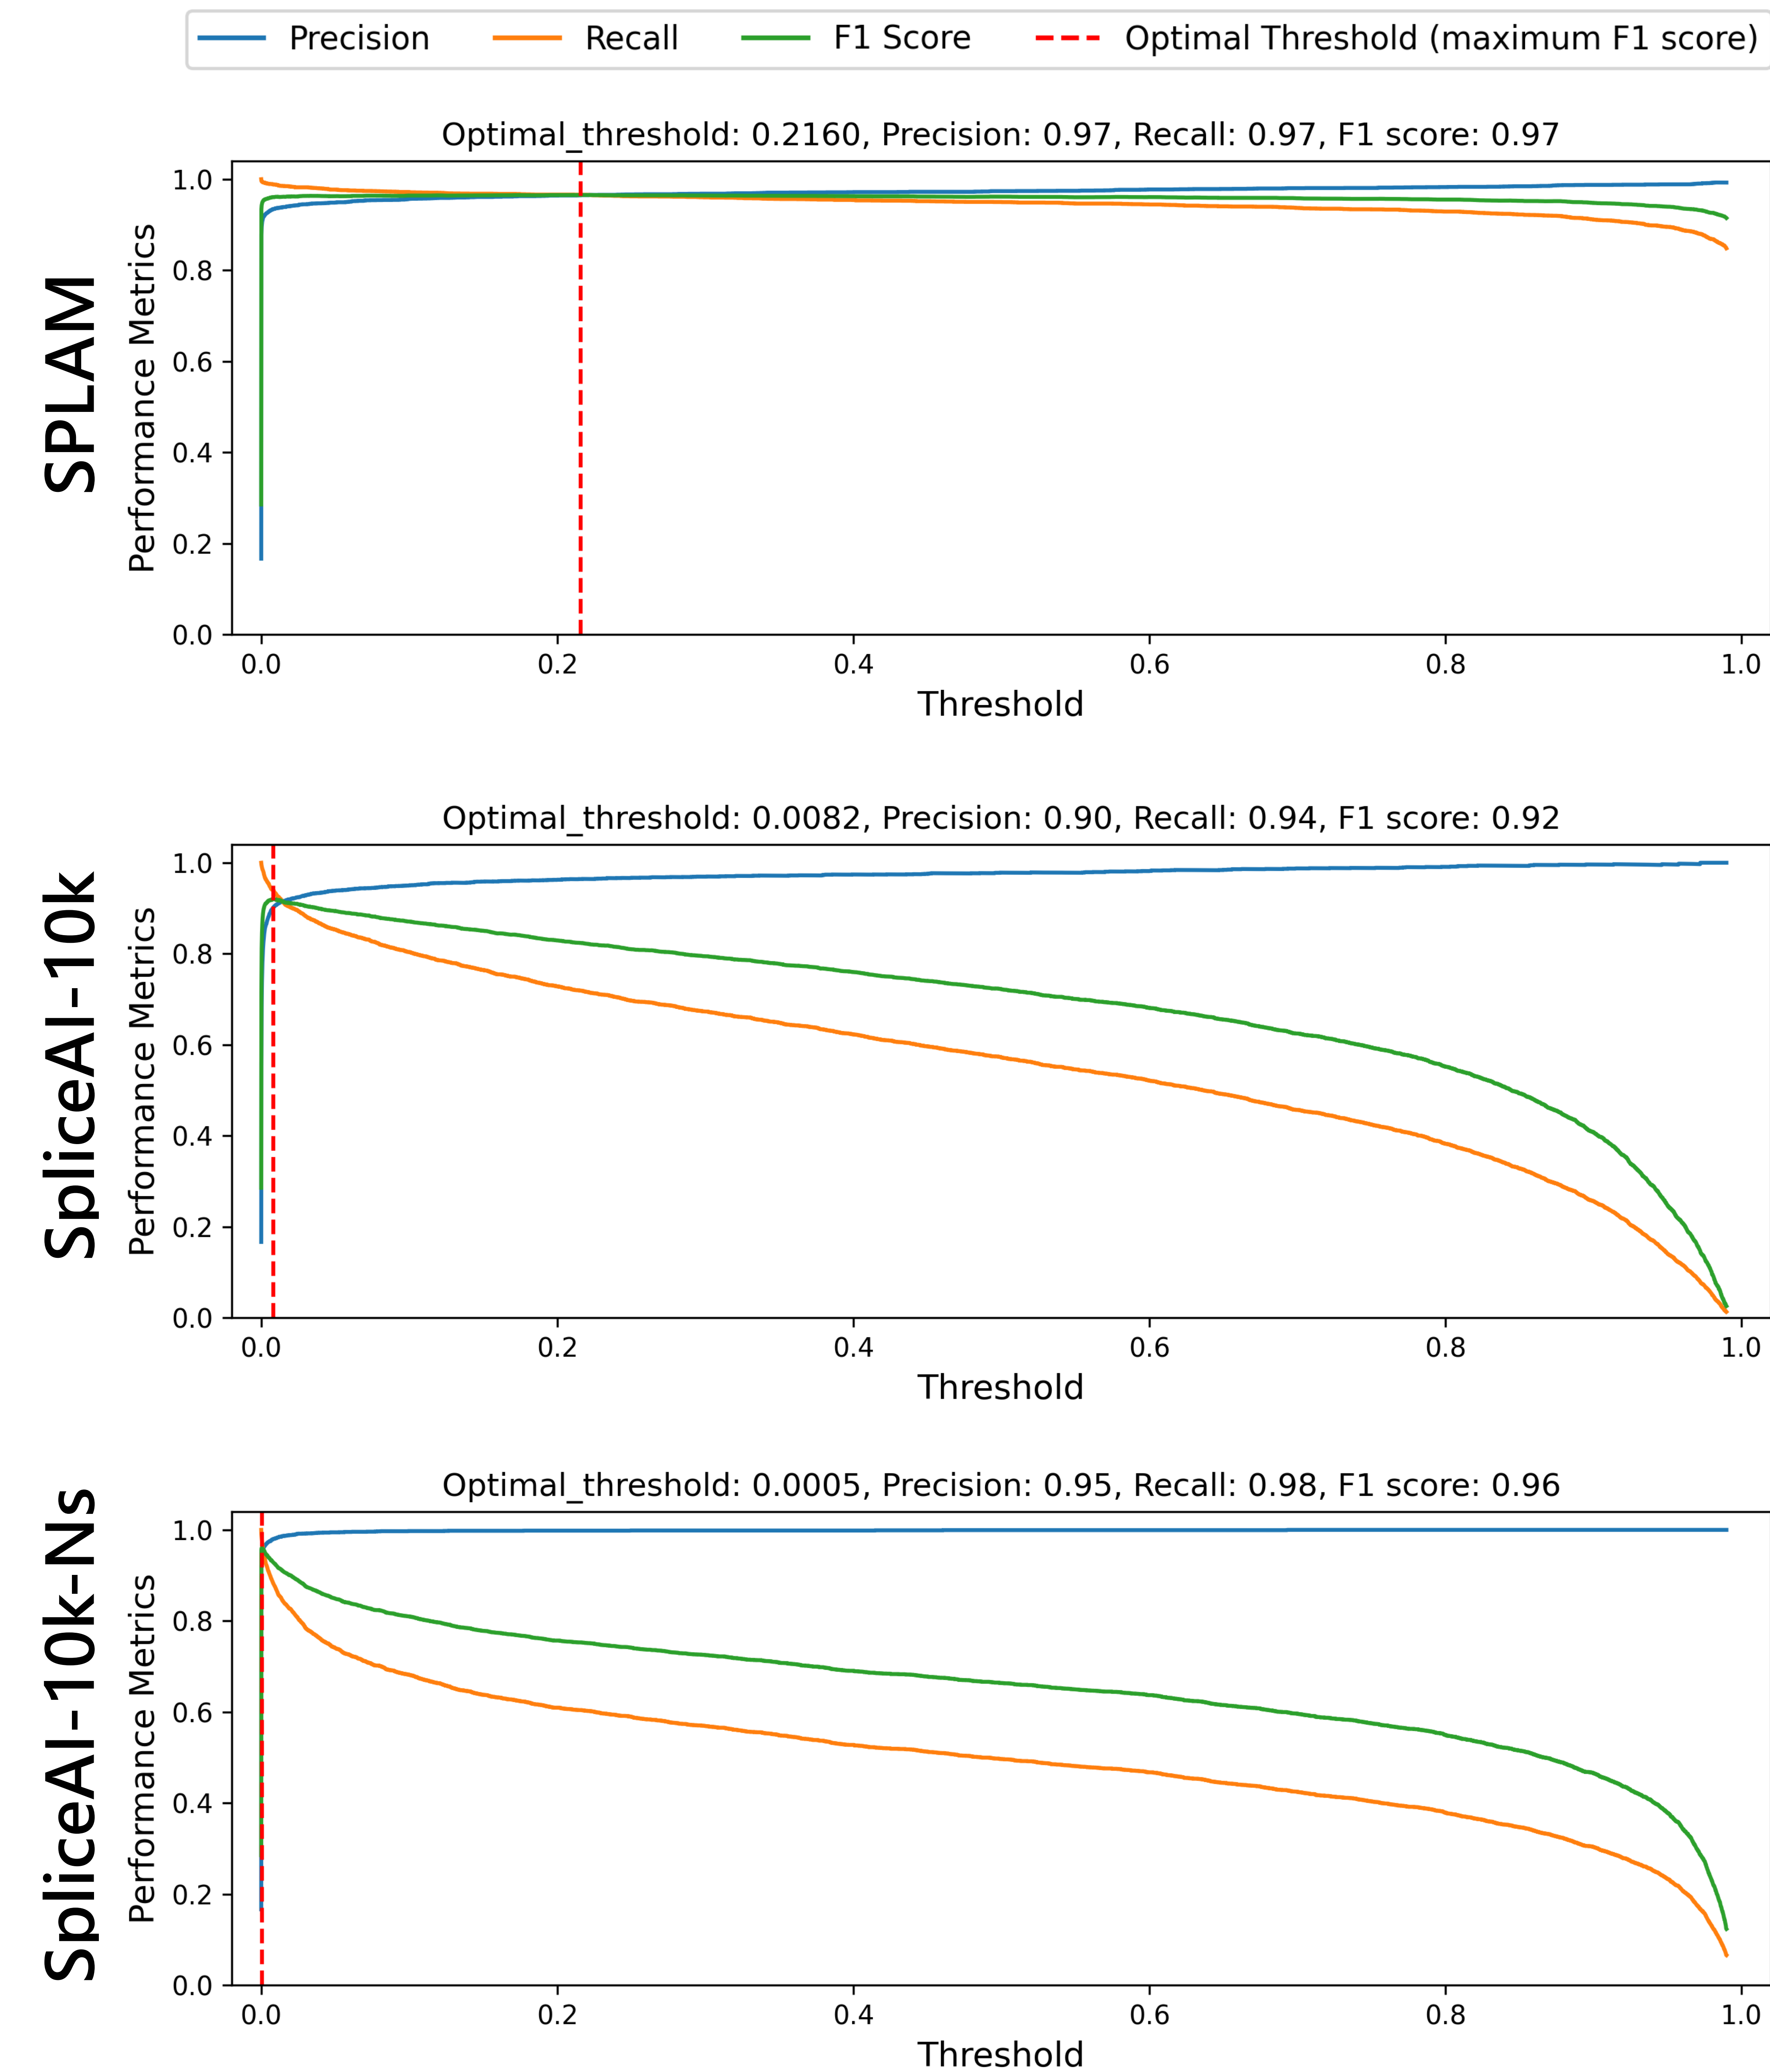 Precision Recall F1 Score Optimal Threshold (maximum F1 score)
SPLAM
Optimal_threshold: 0.2160, Precision: 0.97, Recall: 0.97, F1 score: 0.97
Performance Metrics
1.0
0.8
0.6
0.4
0.2
0.0
0.0 0.2 0.4 0.6 0.8 1.0
Threshold
SpliceAI-10k
Optimal_threshold: 0.0082, Precision: 0.90, Recall: 0.94, F1 score: 0.92
Performance Metrics
1.0
0.8
0.6
0.4
0.2
0.0
0.0 0.2 0.4 0.6 0.8 1.0
Threshold
SpliceAI-10k-Ns
Optimal_threshold: 0.0005, Precision: 0.95, Recall: 0.98, F1 score: 0.96
Performance Metrics
1.0
0.8
0.6
0.4
0.2
0.0
0.0 0.2 0.4 0.6 0.8 1.0
Threshold